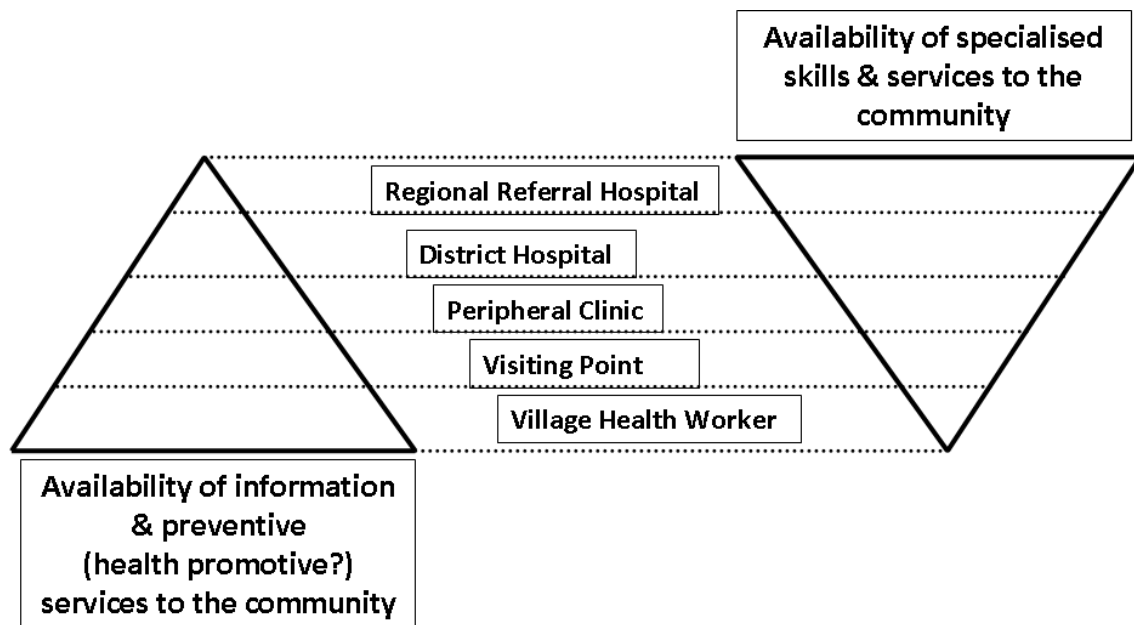 Availability of specialised
skills & services to the
community
Regional Referral Hospital
District Hospital
Peripheral Clinic
Visiting Point
Village Health Worker
Availability of information
& preventive
(health promotive?)
services to the community